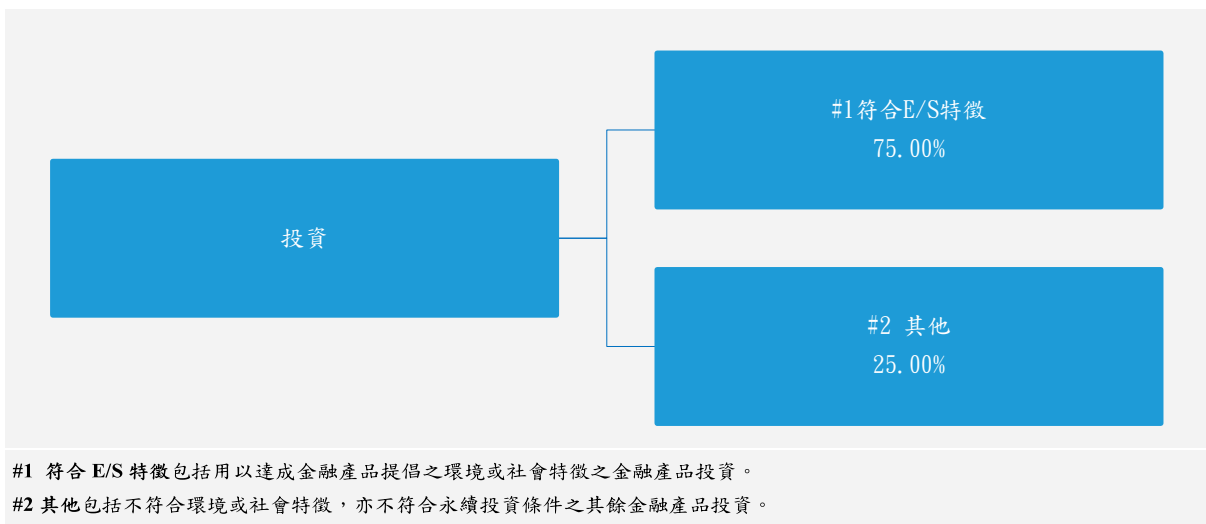 #1符合E/S特徵
75.00%
投資
#2 其他
25.00%
#1 符合 E/S 特徵包括用以達成金融產品提倡之環境或社會特徵之金融產品投資。
#2 其他包括不符合環境或社會特徵，亦不符合永續投資條件之其餘金融產品投資。